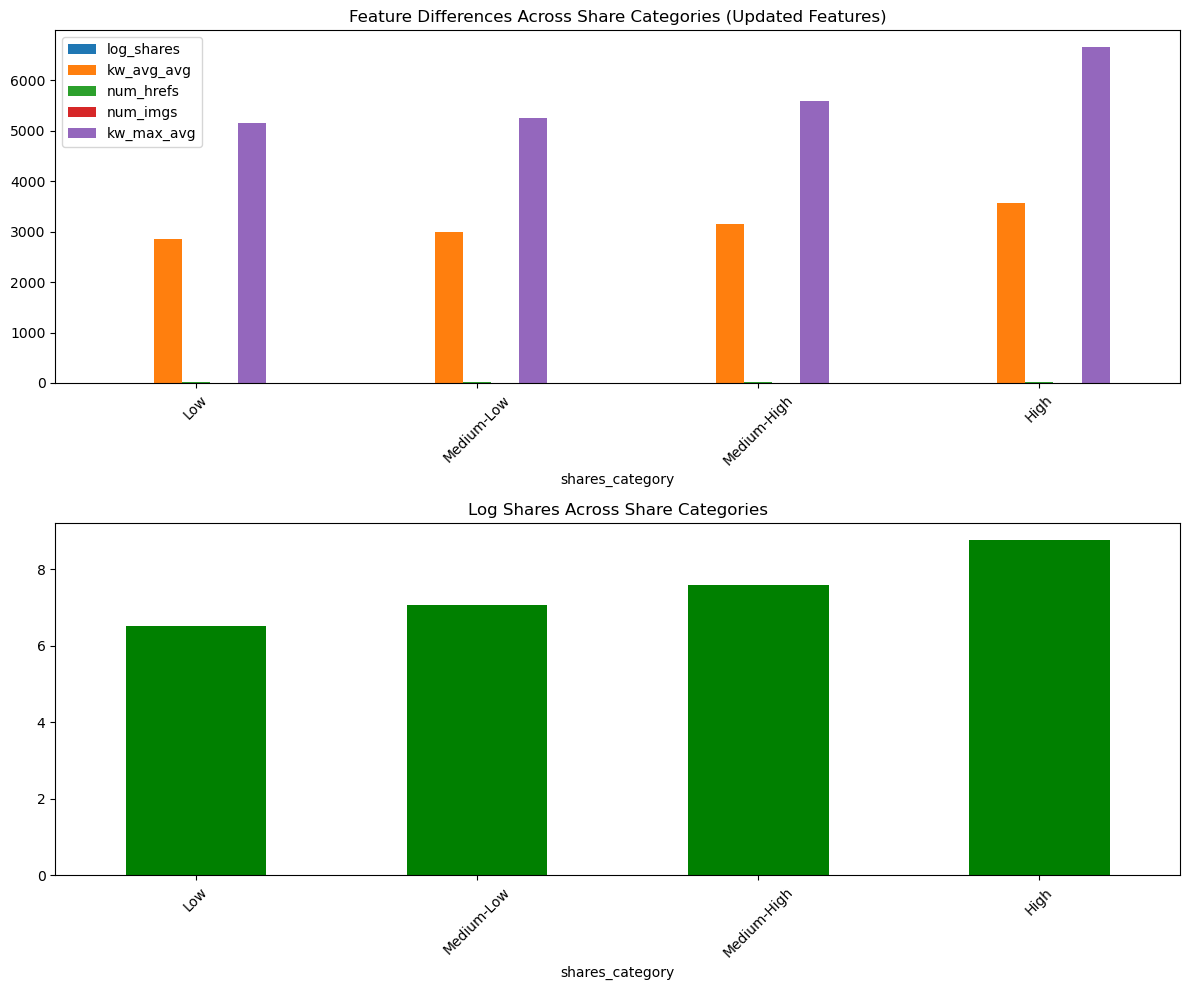 Feature Differences Across Share Categories (Updated Features)
log_shares
kw_avg_avg
num_hrefs
num_imgs
kw_max_avg
6000
5000
4000
3000
2000
1000
0
Low
Medium-Low
Medium-High
High
shares_category
Log Shares Across Share Categories
8
6
4
2
0
Low
Medium-Low
Medium-High
High
shares_category